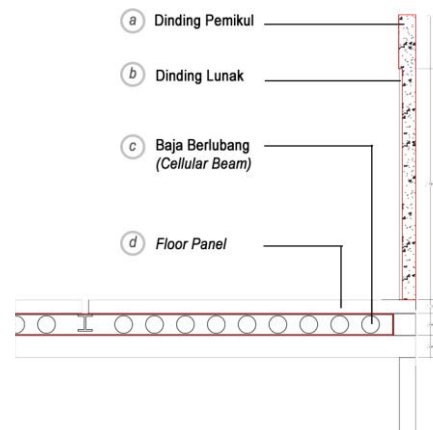 a Dinding Pemikul
b Dinding Lunak
c Baja Berlubang
(Cellular Beam)
d Floor Panel